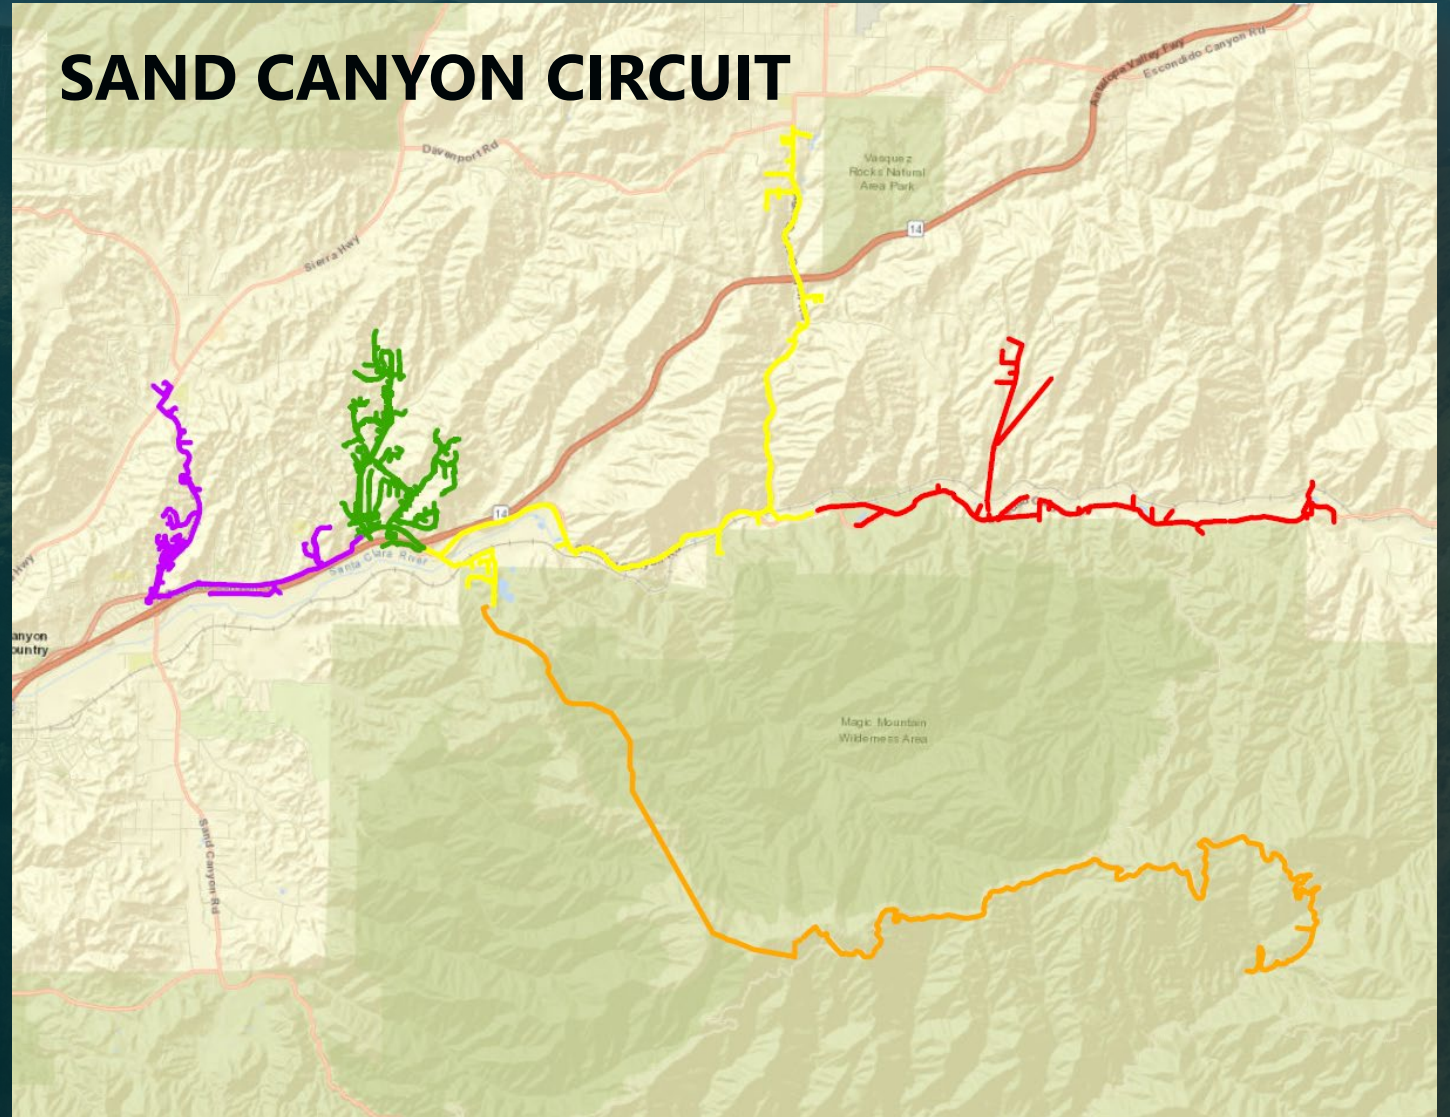 SAND CANYON CIRCUIT
Antelope Valley Fwy
Escondido Canyon Rd
Davenport Rd
Vasquez
Rocks Natural
Area Park
14
Sierra Hwy
14
Hwy
Santa Clara River
anyon
ountry
Magic Mountain
Wilderness Area
Sand Canyon Rd